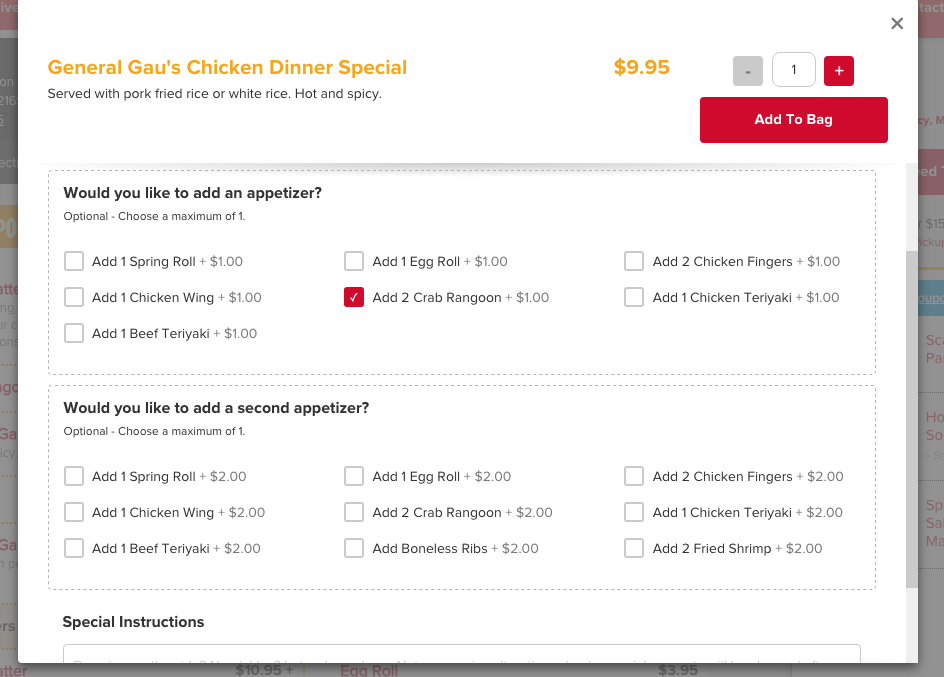 ×
General Gau's Chicken Dinner Special
$9.95
- 1 +
Served with pork fried rice or white rice. Hot and spicy.
Add To Bag
Would you like to add an appetizer?
Optional - Choose a maximum of 1.
Add 1 Spring Roll + $1.00
Add 1 Egg Roll + $1.00
Add 2 Chicken Fingers + $1.00
Add 1 Chicken Wing + $1.00
Add 2 Crab Rangoon + $1.00
Add 1 Chicken Teriyaki + $1.00
Add 1 Beef Teriyaki + $1.00
Would you like to add a second appetizer?
Optional - Choose a maximum of 1.
Add 1 Spring Roll + $2.00
Add 1 Egg Roll + $2.00
Add 2 Chicken Fingers + $2.00
Add 1 Chicken Wing + $2.00
Add 2 Crab Rangoon + $2.00
Add 1 Chicken Teriyaki + $2.00
Add 1 Beef Teriyaki + $2.00
Add Boneless Ribs + $2.00
Add 2 Fried Shrimp + $2.00
Special Instructions
$10.95 +
Egg Roll
$3.95